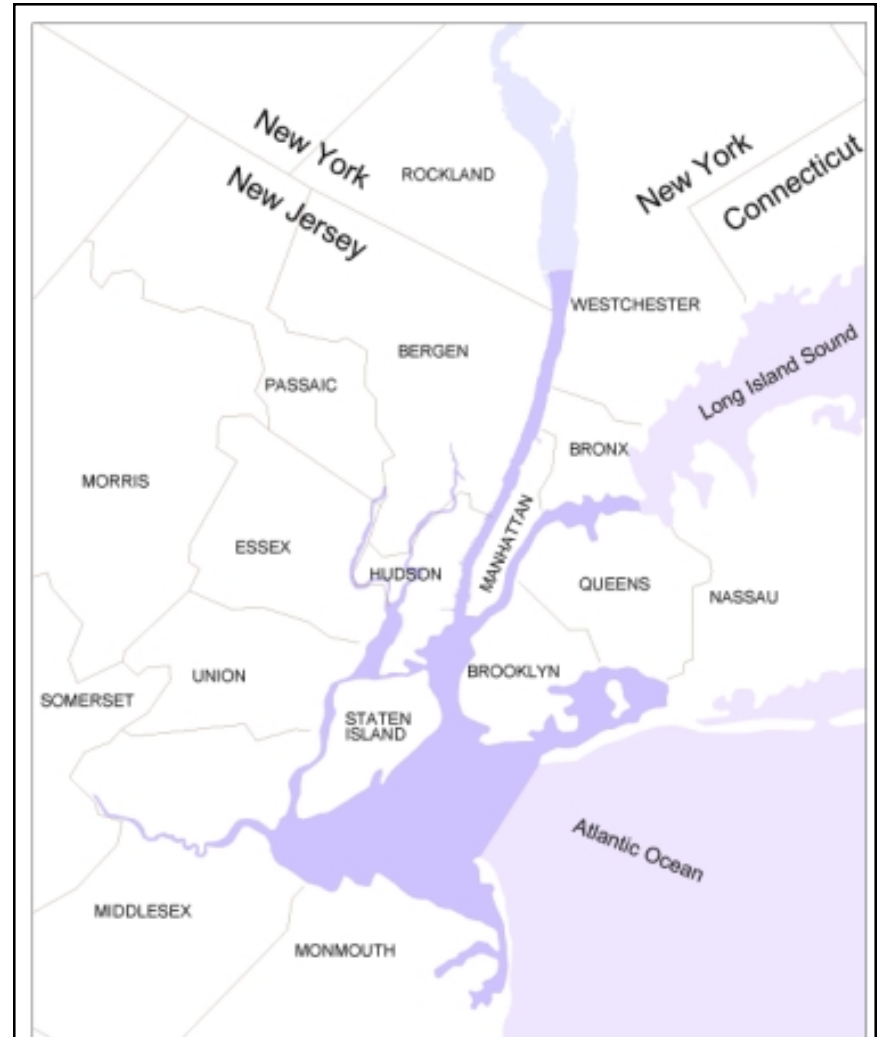 New York
New Jersey
ROCKLAND
New York
Connecticut
WESTCHESTER
Long Island Sound
BERGEN
PASSAIC
BRONX
MORRIS
MANHATTAN
ESSEX
HUDSON
QUEENS
NASSAU
UNION
BROOKLYN
SOMERSET
STATEN
ISLAND
Atlantic Ocean
MIDDLESEX
MONMOUTH